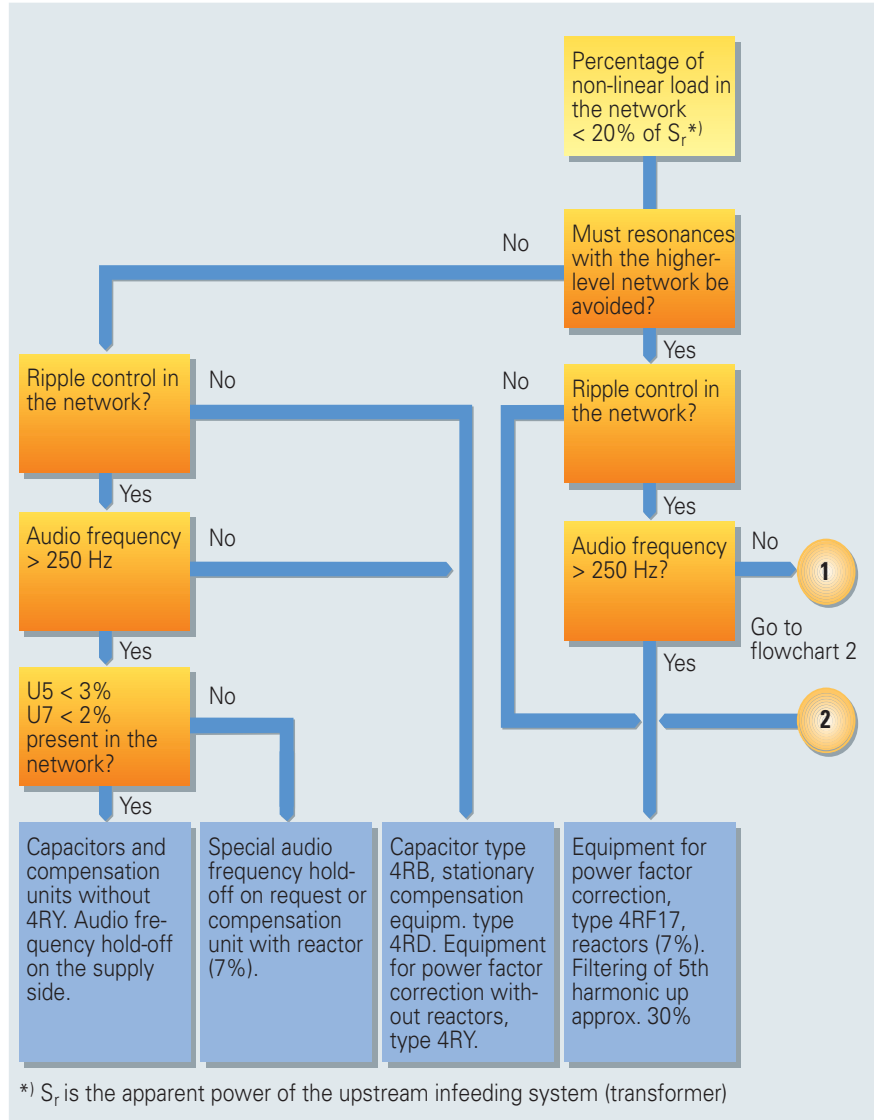 Percentage of
non-linear load in
the network
< 20% of Sr*)
Must resonances
with the higher-
level network be
avoided?
No
Yes
Ripple control in
the network?
No
Yes
Ripple control in
the network?
No
Yes
Audio frequency
> 250 Hz
No
Yes
Audio frequency
> 250 Hz?
No
1
Go to
flowchart 2
Yes
2
U5 < 3%
U7 < 2%
present in the
network?
No
Yes
Capacitors and
compensation
units without
4RY. Audio fre-
quency hold-off
on the supply
side.
Special audio
frequency hold-
off on request or
compensation
unit with reactor
(7%).
Capacitor type
4RB, stationary
compensation
equipm. type
4RD. Equipment
for power factor
correction with-
out reactors,
type 4RY.
Equipment for
power factor
correction,
type 4RF17,
reactors (7%).
Filtering of 5th
harmonic up
approx. 30%
*) Sr is the apparent power of the upstream infeeding system (transformer)